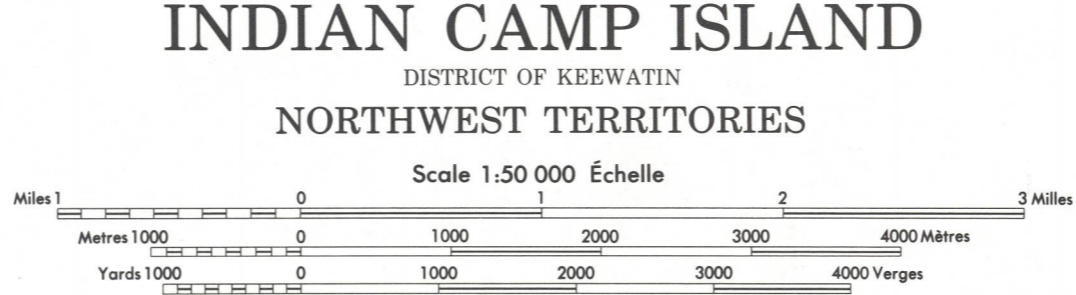 INDIAN CAMP ISLAND
DISTRICT OF KEEWATIN
NORTHWEST TERRITORIES
Scale 1:50 000 Échelle
Miles 1 0 1 2 3 Milles
Metres 1000 0 1000 2000 3000 4000 Mètres
Yards 1000 0 1000 2000 3000 4000 Verges